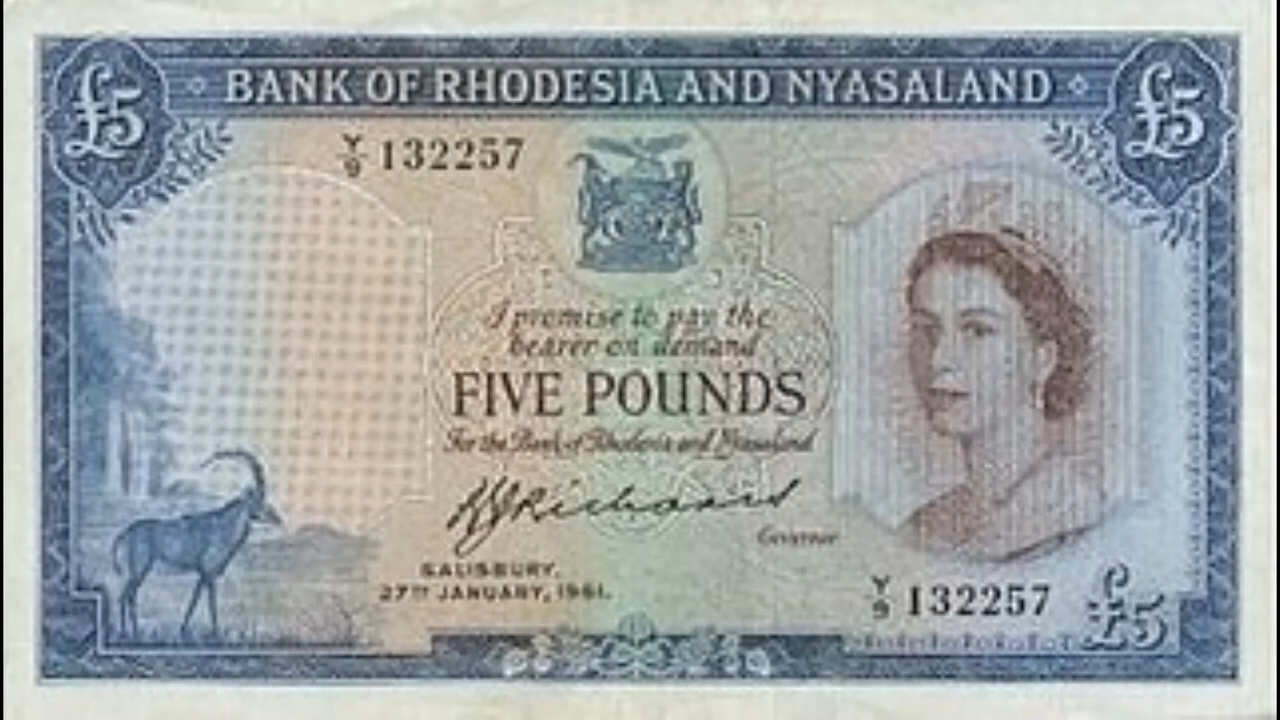 £5 BANK OF RHODESIA AND NYASALAND £5
Y/9 132257
I promise to pay the
bearer on demand
FIVE POUNDS
For the Bank of Rhodesia and Nyasaland
Governor
SALISBURY,
27TH JANUARY, 1961.
Y/9 132257
£5